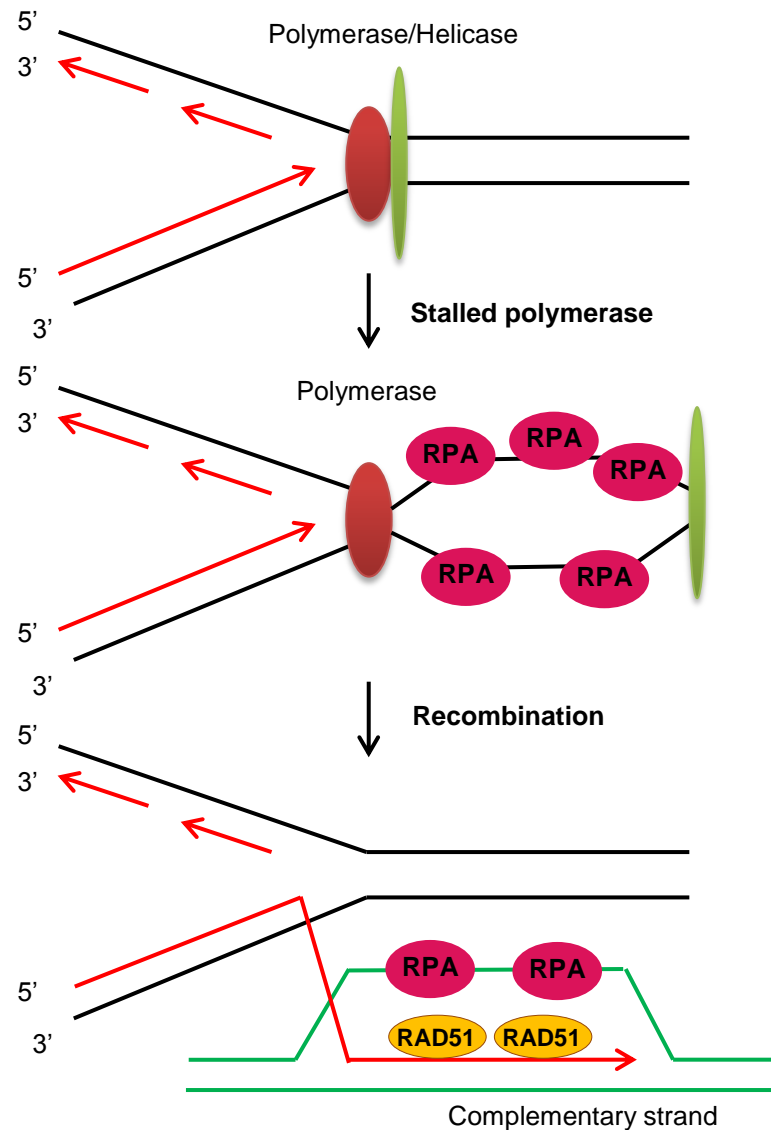 5’
Polymerase/Helicase
3’
5’
3’
Stalled polymerase
5’
Polymerase
3’
RPA RPA RPA
RPA RPA
5’
3’
Recombination
5’
3’
RPA RPA
5’
RAD51 RAD51
3’
Complementary strand